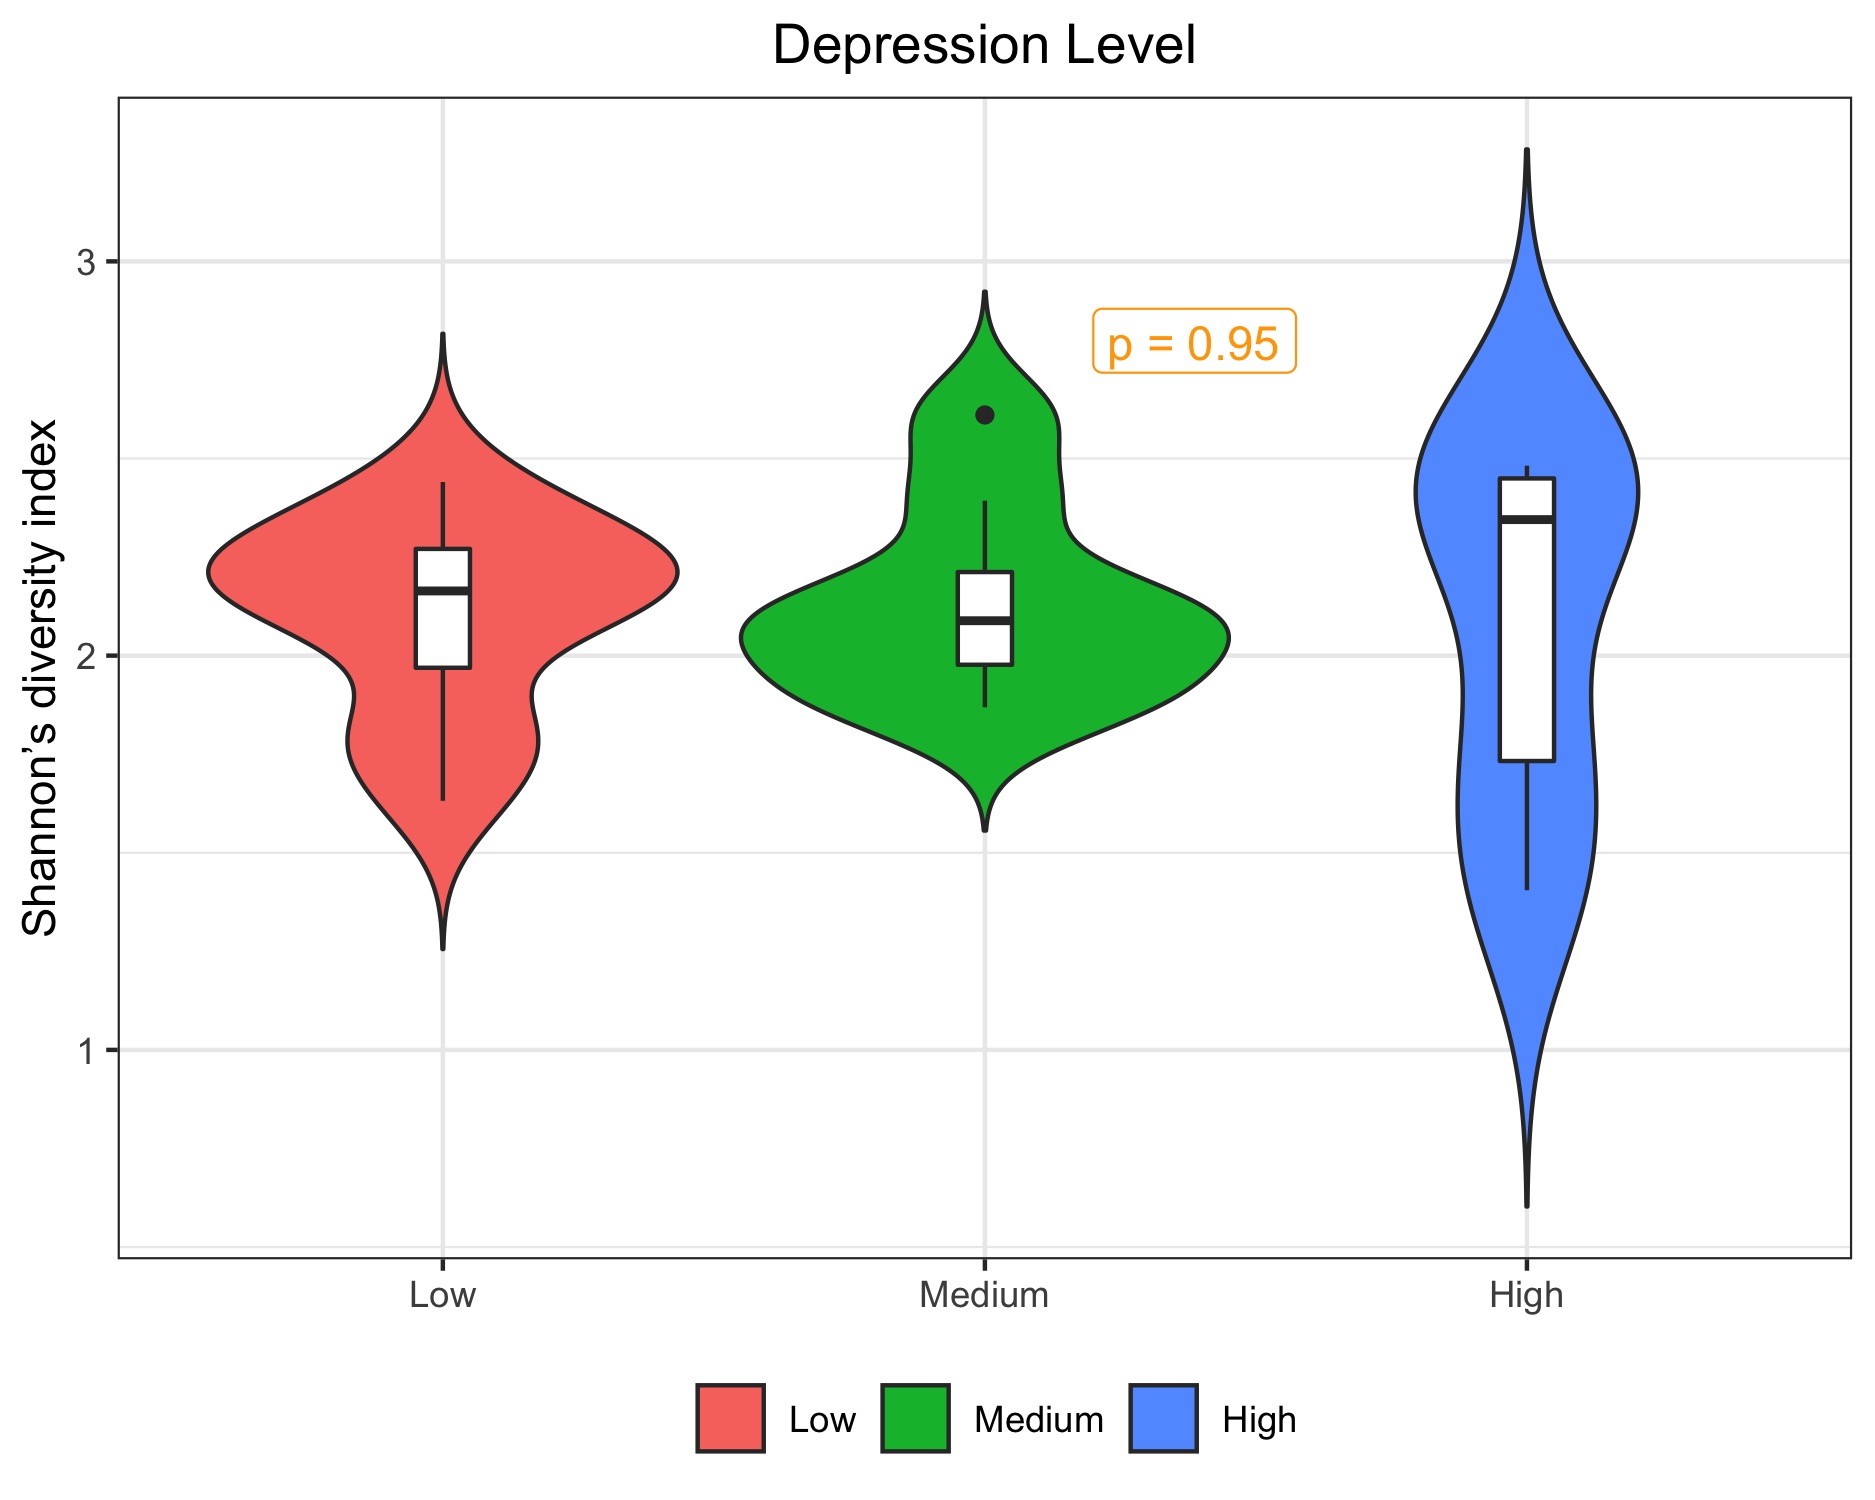 Depression Level
Shannon’s diversity index
3
2
1
p = 0.95
Low
Medium
High
Low
Medium
High